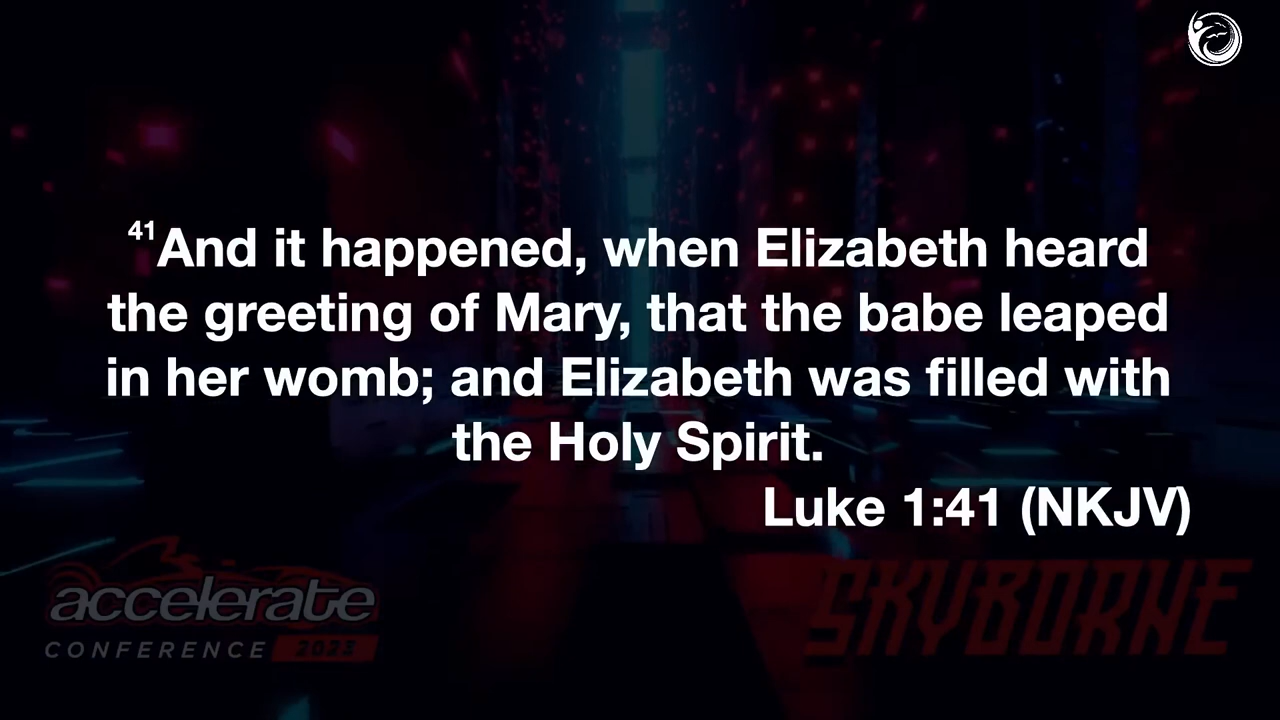 41And it happened, when Elizabeth heard
the greeting of Mary, that the babe leaped
in her womb; and Elizabeth was filled with
the Holy Spirit.
Luke 1:41 (NKJV)
accelerate
CONFERENCE 2023
SKYBORNE